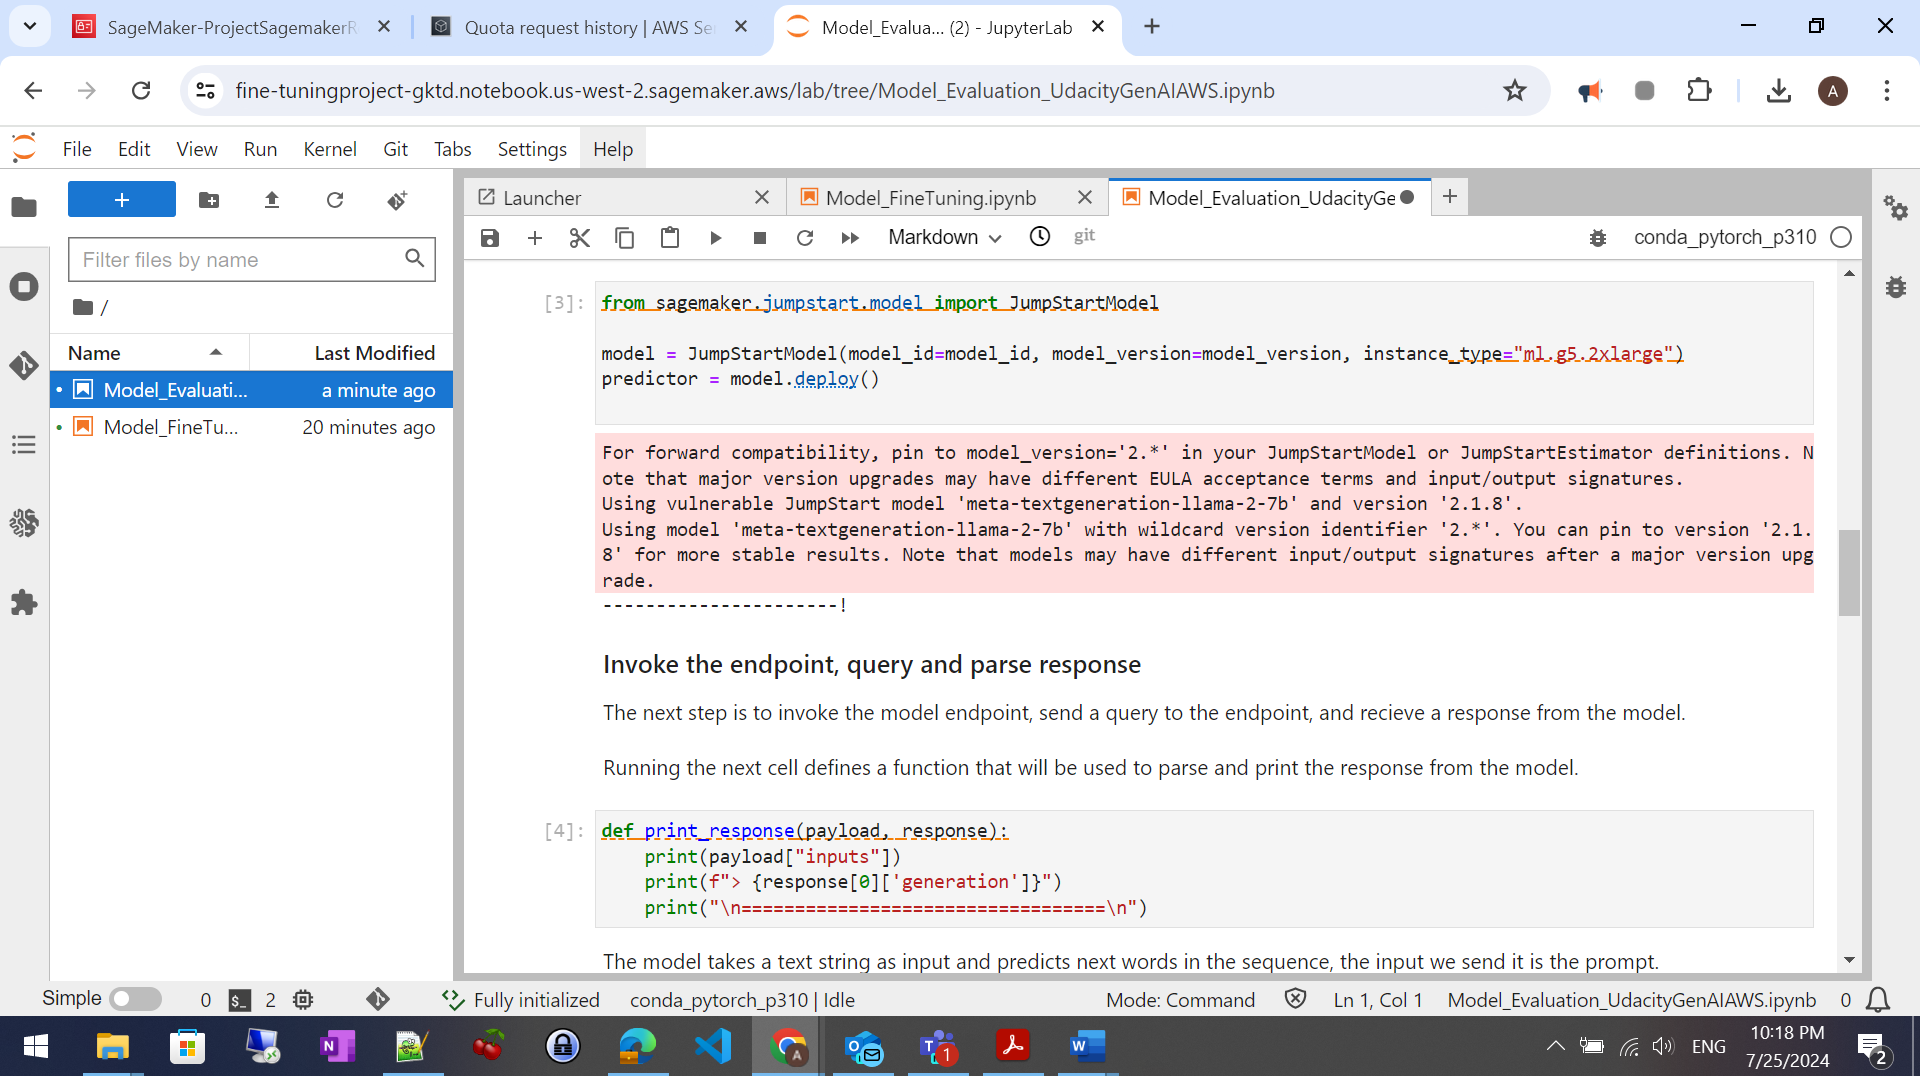 SageMaker-ProjectSagemakerR
Quota request history | AWS Se
Model_Evalua... (2) - JupyterLab
fine-tuningproject-gktd.notebook.us-west-2.sagemaker.aws/lab/tree/Model_Evaluation_UdacityGenAIAWS.ipynb
A
File Edit View Run Kernel Git Tabs Settings Help
+
Filter files by name
/
Name Last Modified
Model_Evaluati... a minute ago
Model_FineTu... 20 minutes ago
Launcher
Model_FineTuning.ipynb
Model_Evaluation_UdacityGe
Markdown
git
conda_pytorch_p310
[3]:
from sagemaker.jumpstart.model import JumpStartModel
model = JumpStartModel(model_id=model_id, model_version=model_version, instance_type="ml.g5.2xlarge")
predictor = model.deploy()
For forward compatibility, pin to model_version='2.*' in your JumpStartModel or JumpStartEstimator definitions. N
ote that major version upgrades may have different EULA acceptance terms and input/output signatures.
Using vulnerable JumpStart model 'meta-textgeneration-llama-2-7b' and version '2.1.8'.
Using model 'meta-textgeneration-llama-2-7b' with wildcard version identifier '2.*'. You can pin to version '2.1.
8' for more stable results. Note that models may have different input/output signatures after a major version upg
rade.
----------------------!
Invoke the endpoint, query and parse response
The next step is to invoke the model endpoint, send a query to the endpoint, and recieve a response from the model.
Running the next cell defines a function that will be used to parse and print the response from the model.
[4]:
def print_response(payload, response):
    print(payload["inputs"])
    print(f"> {response[0]['generation']}")
    print("\n==================================\n")
The model takes a text string as input and predicts next words in the sequence, the input we send it is the prompt.
Simple 0 $_ 2 Fully initialized conda_pytorch_p310 | Idle Mode: Command Ln 1, Col 1 Model_Evaluation_UdacityGenAIAWS.ipynb 0
ENG
10:18 PM
7/25/2024
2